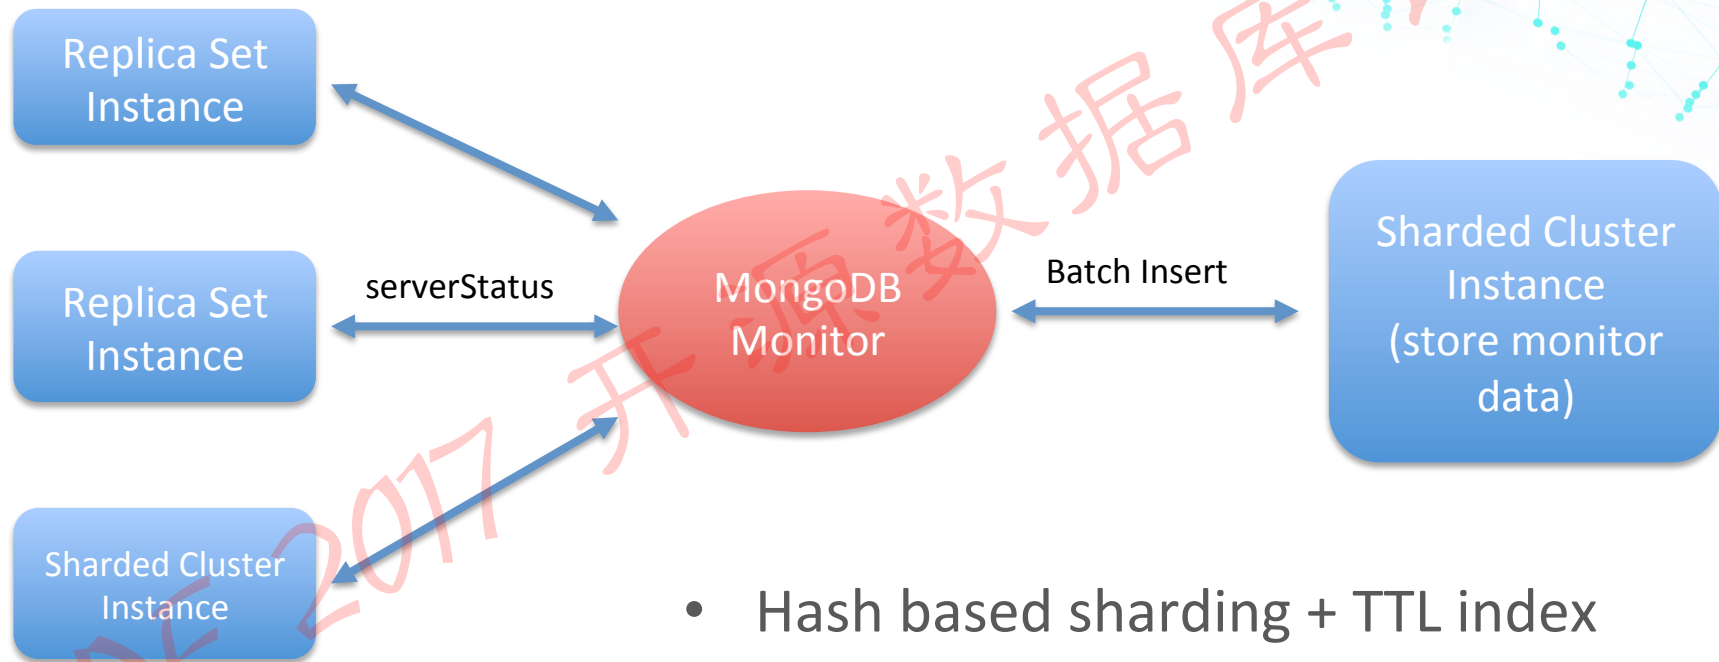 Replica Set
Instance
Replica Set
Instance
Sharded Cluster
Instance
serverStatus
MongoDB
Monitor
Batch Insert
Sharded Cluster
Instance
(store monitor
data)
• Hash based sharding + TTL index
2017 开源数据库